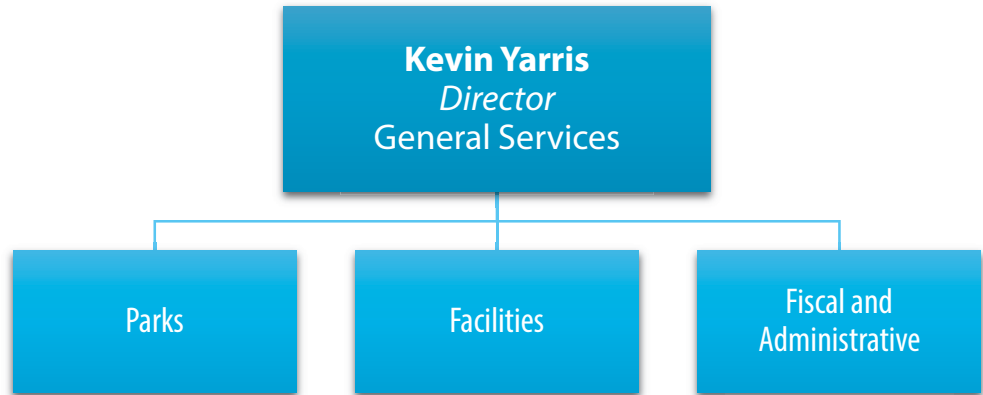 Kevin Yarris
Director
General Services
Parks
Facilities
Fiscal and
Administrative